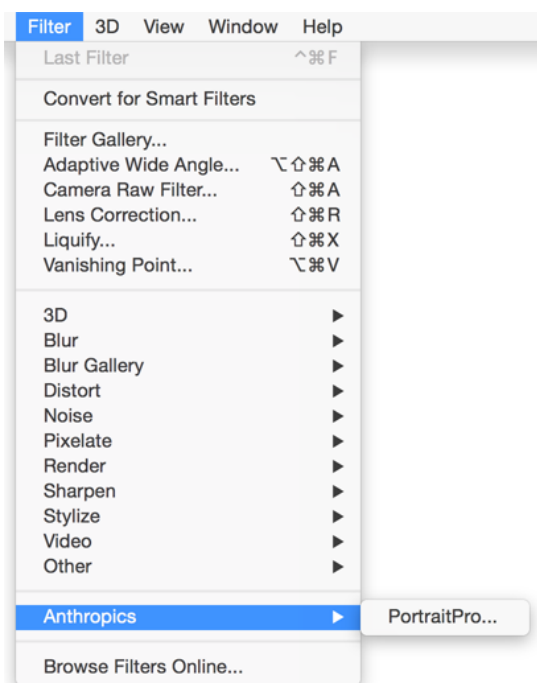 Filter 3D View Window Help
Last Filter ^⌘F
Convert for Smart Filters
Filter Gallery...
Adaptive Wide Angle... ⌥⇧⌘A
Camera Raw Filter... ⇧⌘A
Lens Correction... ⇧⌘R
Liquify... ⇧⌘X
Vanishing Point... ⌥⌘V
3D ▶
Blur ▶
Blur Gallery ▶
Distort ▶
Noise ▶
Pixelate ▶
Render ▶
Sharpen ▶
Stylize ▶
Video ▶
Other ▶
Anthropics ▶ PortraitPro...
Browse Filters Online...